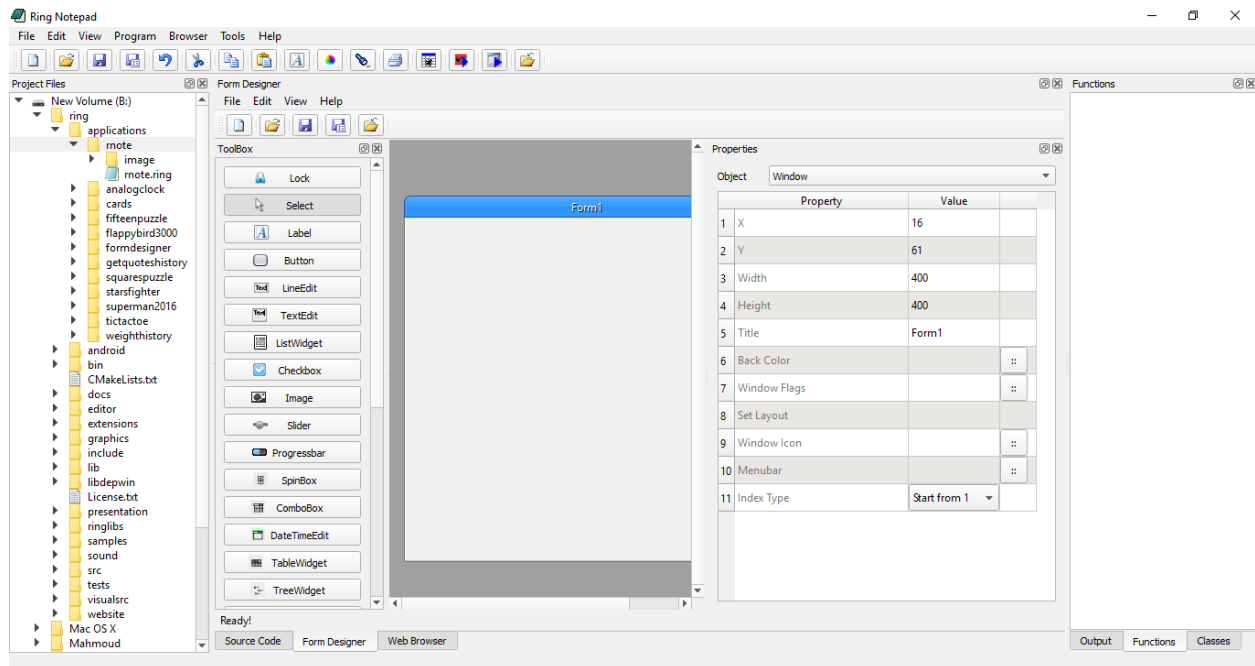 Ring Notepad
File Edit View Program Browser Tools Help
Project Files
New Volume (B:)
ring
applications
rnote
image
rnote.ring
analogclock
cards
fifteenpuzzle
flappybird3000
formdesigner
getquoteshistory
squarespuzzle
starsfighter
superman2016
tictactoe
weighthistory
android
bin
CMakeLists.txt
docs
editor
extensions
graphics
include
lib
libdepwin
License.txt
presentation
ringlibs
samples
sound
src
tests
visualsrc
website
Mac OS X
Mahmoud
Form Designer
File Edit View Help
ToolBox
Lock
Select
Label
Button
LineEdit
TextEdit
ListWidget
Checkbox
Image
Slider
Progressbar
SpinBox
ComboBox
DateTimeEdit
TableWidget
TreeWidget
Form1
Properties
Object Window
Property Value
1 X 16
2 Y 61
3 Width 400
4 Height 400
5 Title Form1
6 Back Color ::
7 Window Flags ::
8 Set Layout
9 Window Icon ::
10 Menubar ::
11 Index Type Start from 1
Ready!
Source Code Form Designer Web Browser
Functions
Output Functions Classes